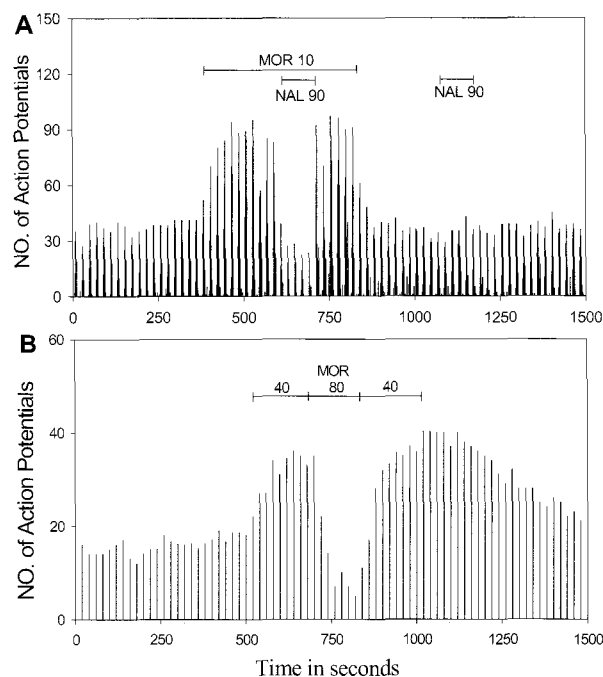 A
NO. of Action Potentials
150
120
90
60
30
0
MOR 10
NAL 90
NAL 90
0 250 500 750 1000 1250 1500
B
NO. of Action Potentials
60
40
20
0
MOR
40 80 40
0 250 500 750 1000 1250 1500
Time in seconds